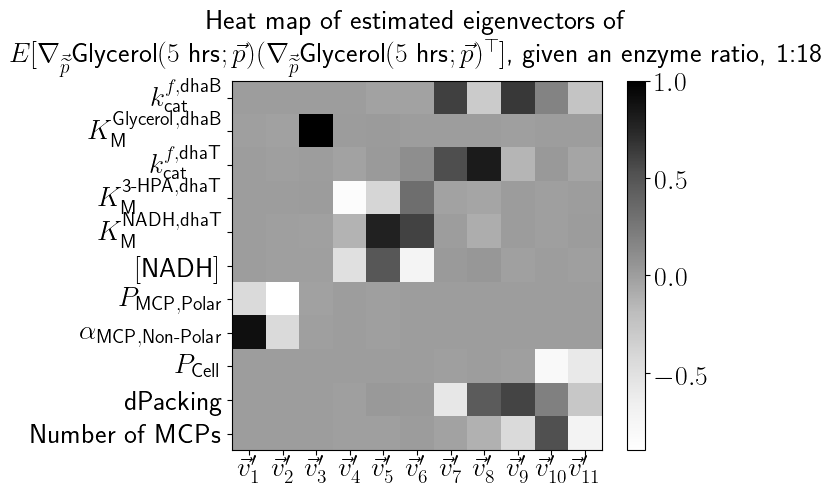 Heat map of estimated eigenvectors of
E[∇_{\tilde{\vec{p}}}Glycerol(5 hrs; \vec{p})(∇_{\tilde{\vec{p}}}Glycerol(5 hrs; \vec{p})^⊤], given an enzyme ratio, 1:18
k_cat^{f,dhaB}
K_M^{Glycerol,dhaB}
k_cat^{f,dhaT}
K_M^{3-HPA,dhaT}
K_M^{NADH,dhaT}
[NADH]
P_{MCP,Polar}
α_{MCP,Non-Polar}
P_{Cell}
dPacking
Number of MCPs
\vec{v}'_1 \vec{v}'_2 \vec{v}'_3 \vec{v}'_4 \vec{v}'_5 \vec{v}'_6 \vec{v}'_7 \vec{v}'_8 \vec{v}'_9 \vec{v}'_{10} \vec{v}'_{11}
1.0
0.5
0.0
−0.5